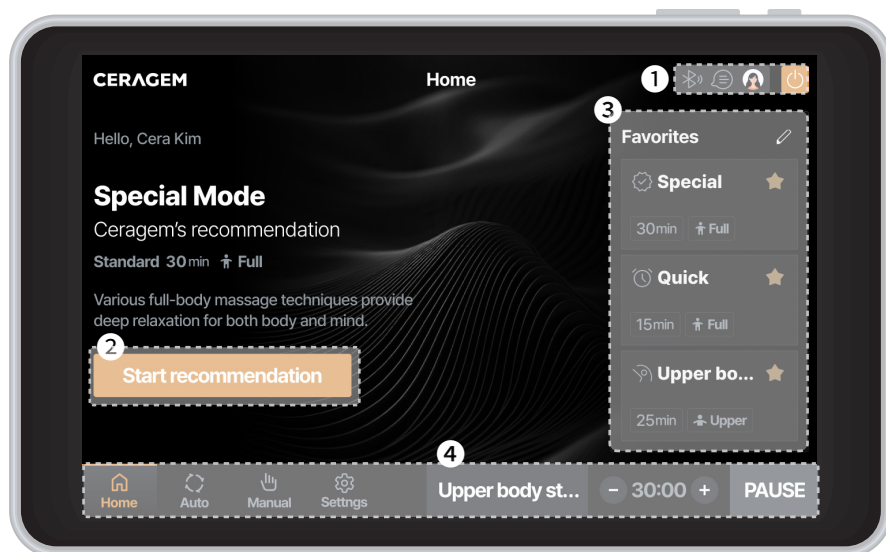 CERAGEM
Home
1
Hello, Cera Kim
Special Mode
Ceragem's recommendation
Standard 30 min Full
Various full-body massage techniques provide
deep relaxation for both body and mind.
2
Start recommendation
3
Favorites
Special
30min Full
Quick
15min Full
Upper bo...
25min Upper
4
Home
Auto
Manual
Settngs
Upper body st...
– 30:00 +
PAUSE